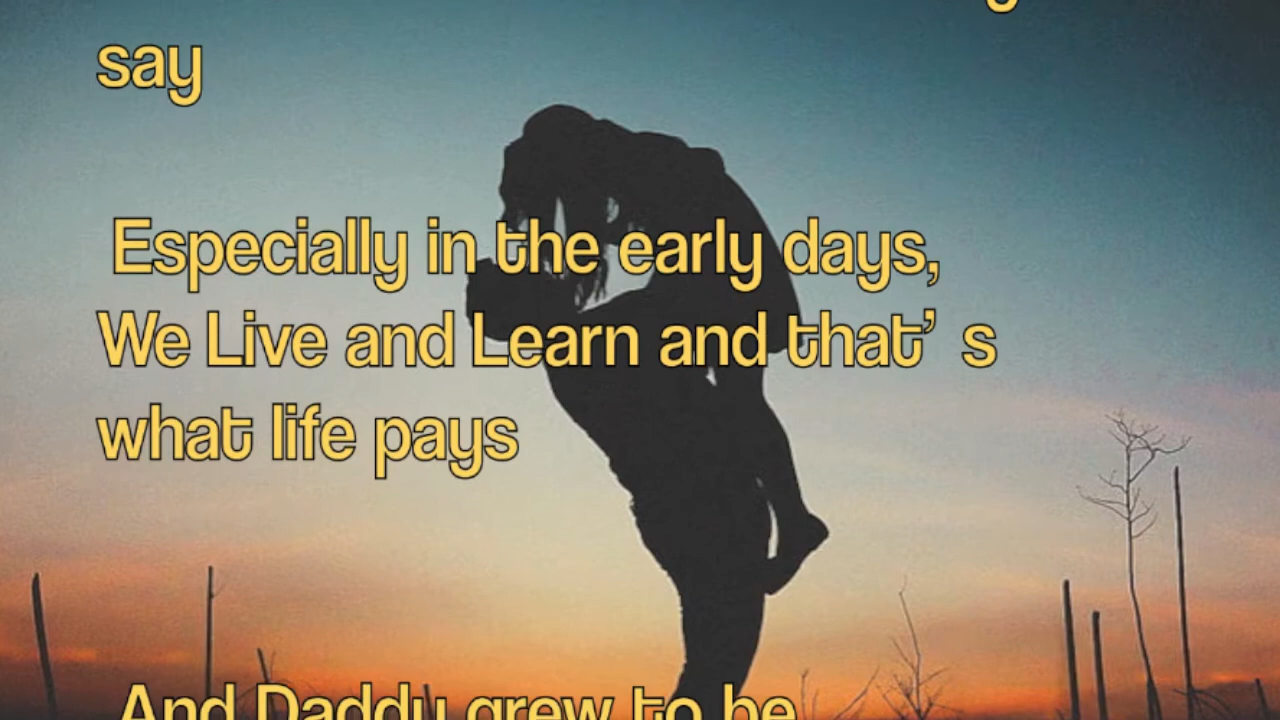 say
Especially in the early days,
We Live and Learn and that’ s
what life pays
And Daddy grew to be